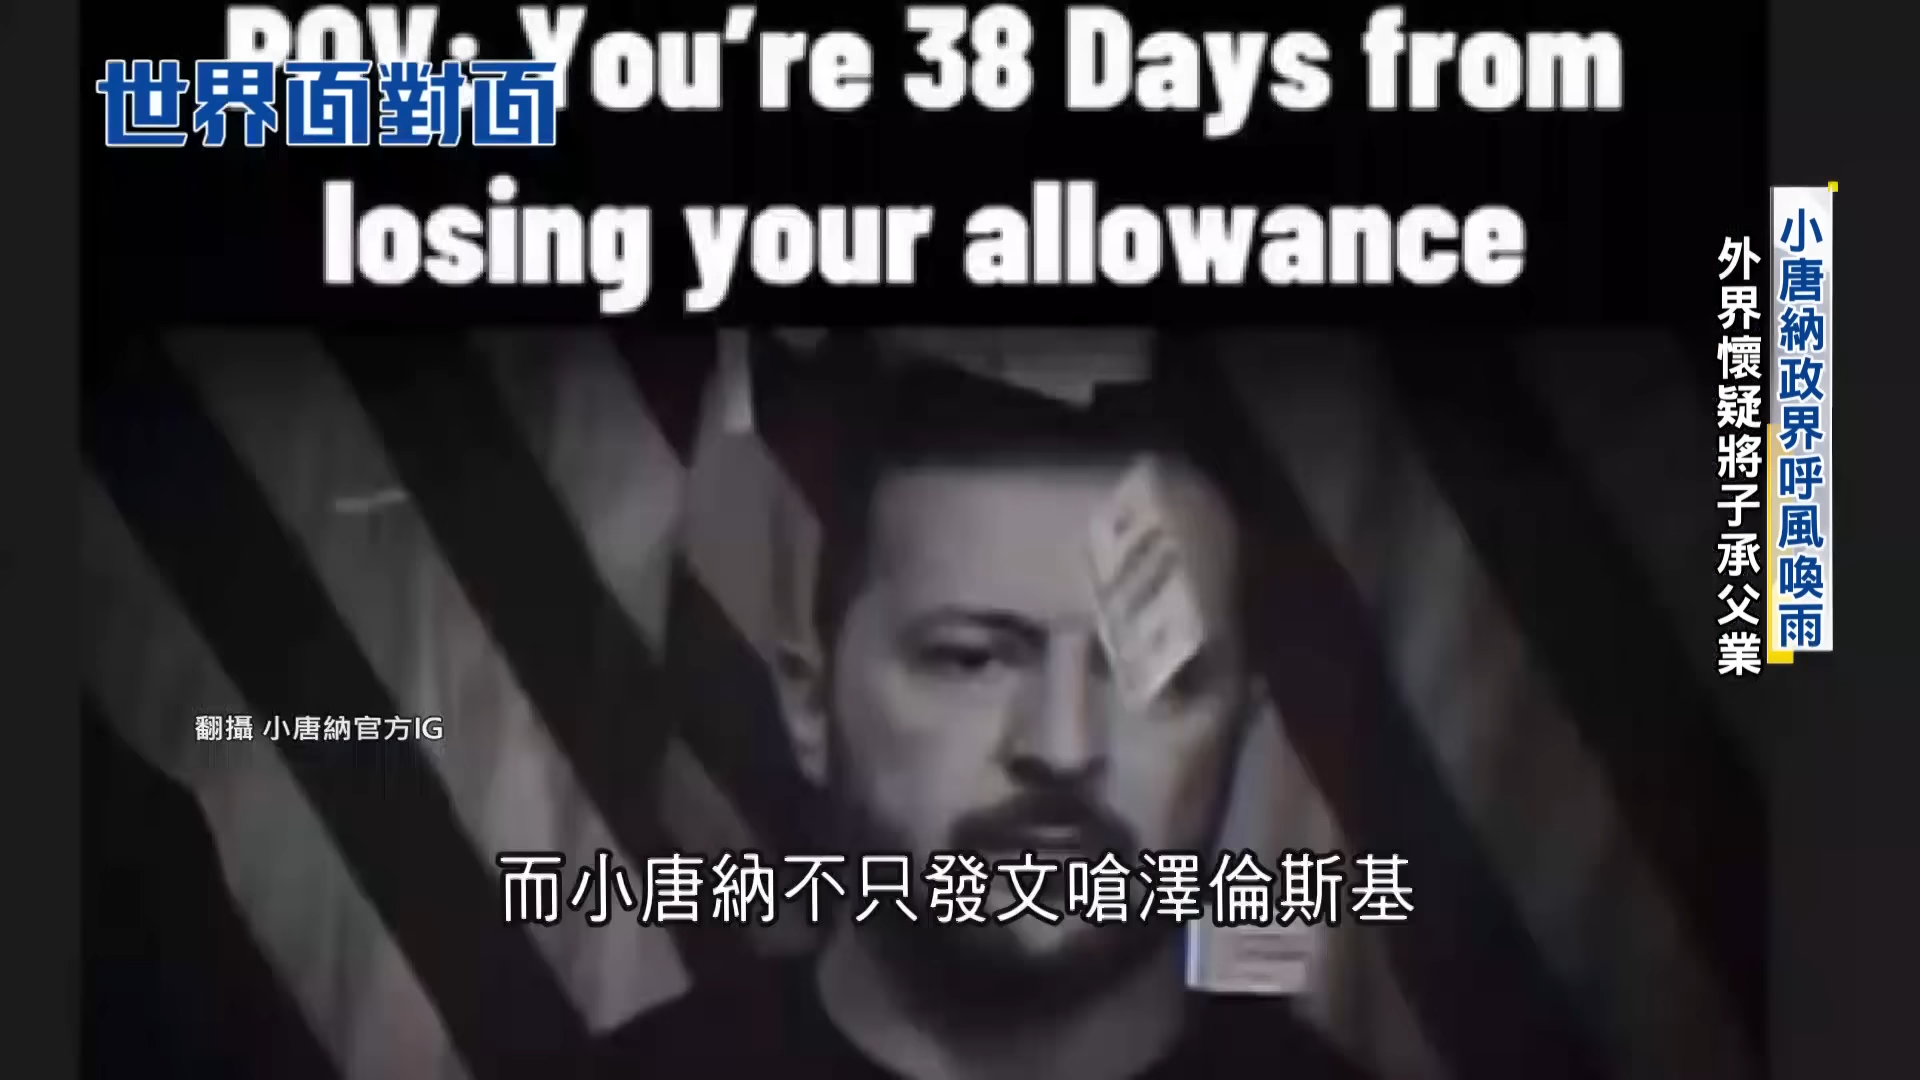 POV: You’re 38 Days from
losing your allowance
世界面對面
小唐納政界呼風喚雨
外界懷疑將子承父業
翻攝 小唐納官方IG
而小唐納不只發文嗆澤倫斯基